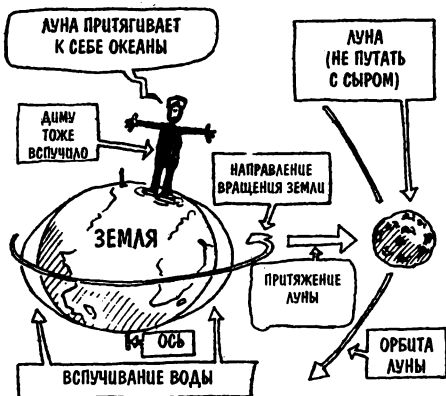 ЛУНА ПРИТЯГИВАЕТ
К СЕБЕ ОКЕАНЫ
ЛУНА
(НЕ ПУТАТЬ
С СЫРОМ)
ДИМУ
ТОЖЕ
ВСПУЧИЛО
НАПРАВЛЕНИЕ
ВРАЩЕНИЯ ЗЕМЛИ
ЗЕМЛЯ
ПРИТЯЖЕНИЕ
ЛУНЫ
ОСЬ
ОРБИТА
ЛУНЫ
ВСПУЧИВАНИЕ ВОДЫ